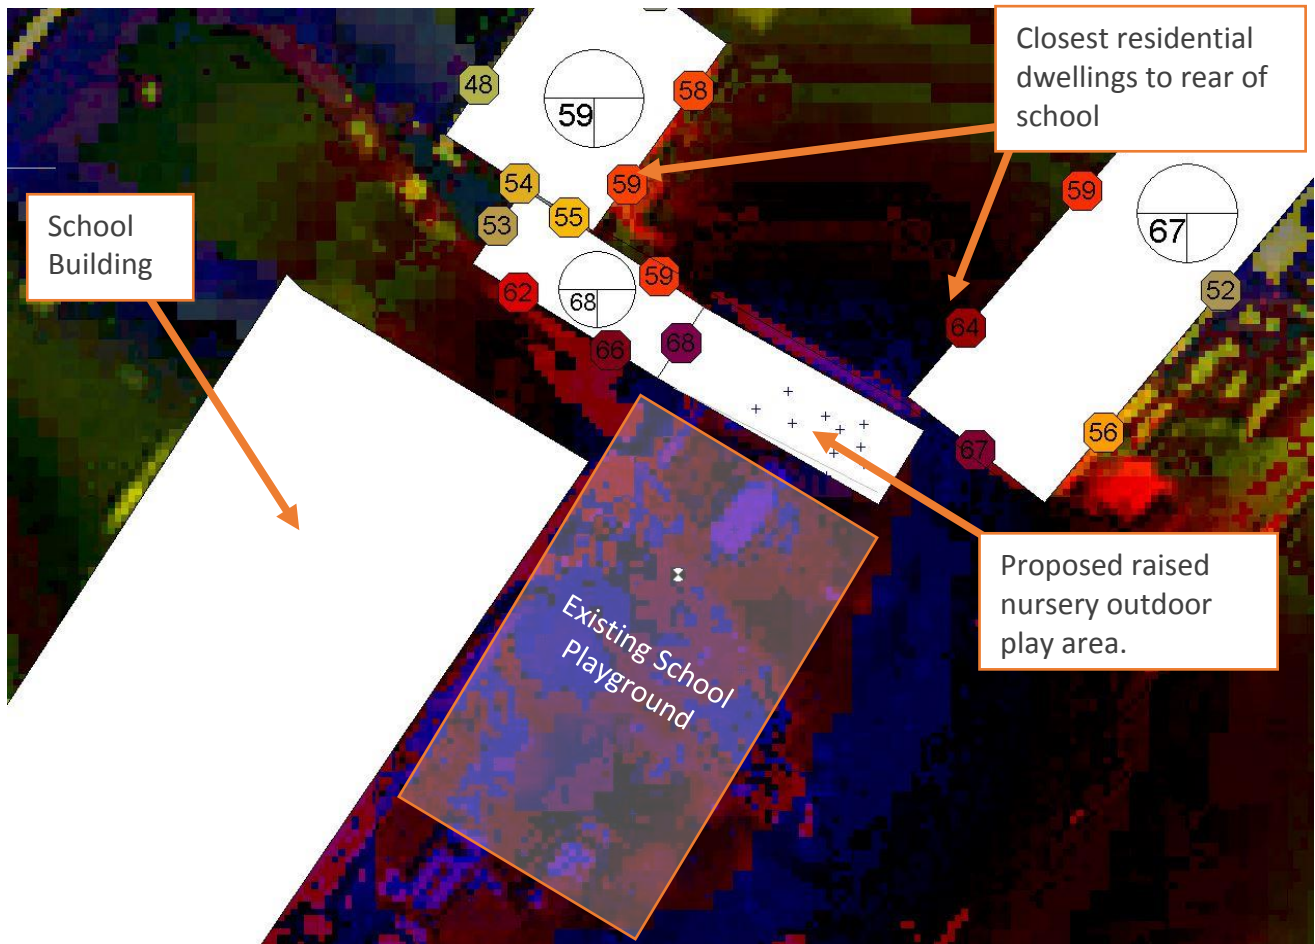 Closest residential
dwellings to rear of
school
48
59
58
54
59
59
53
55
67
School
Building
59
52
62
68
64
66
68
56
67
Proposed raised
nursery outdoor
play area.
Existing School
Playground